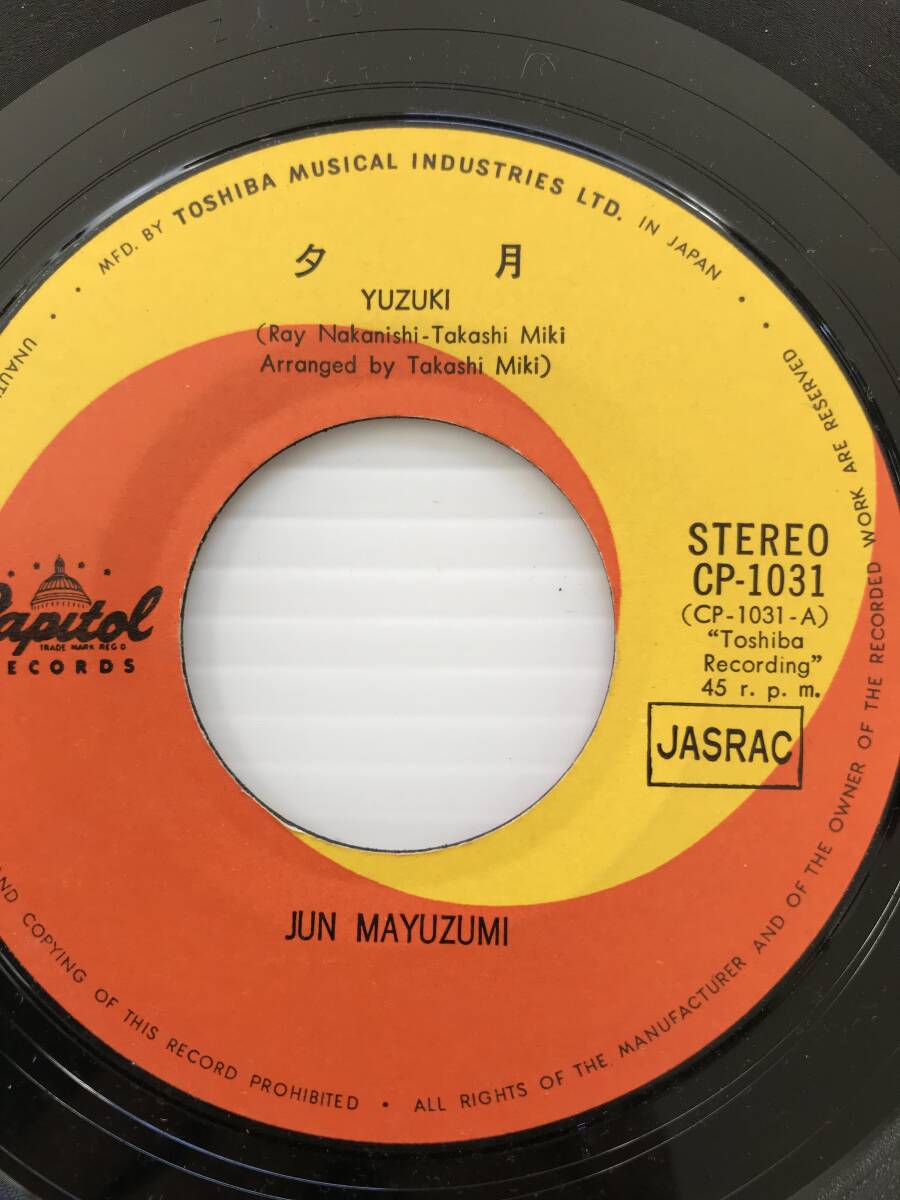 MFD. BY TOSHIBA MUSICAL INDUSTRIES LTD. IN JAPAN
夕月
YUZUKI
(Ray Nakanishi-Takashi Miki
Arranged by Takashi Miki)
STEREO
CP-1031
(CP-1031-A)
"Toshiba
Recording"
45 r. p. m.
JASRAC
Capitol
TRADE MARK REG
RECORDS
JUN MAYUZUMI
AND COPYING OF THIS RECORD PROHIBITED • ALL RIGHTS OF THE MANUFACTURER AND OF THE OWNER OF THE RECORDED WORK ARE RESERVED